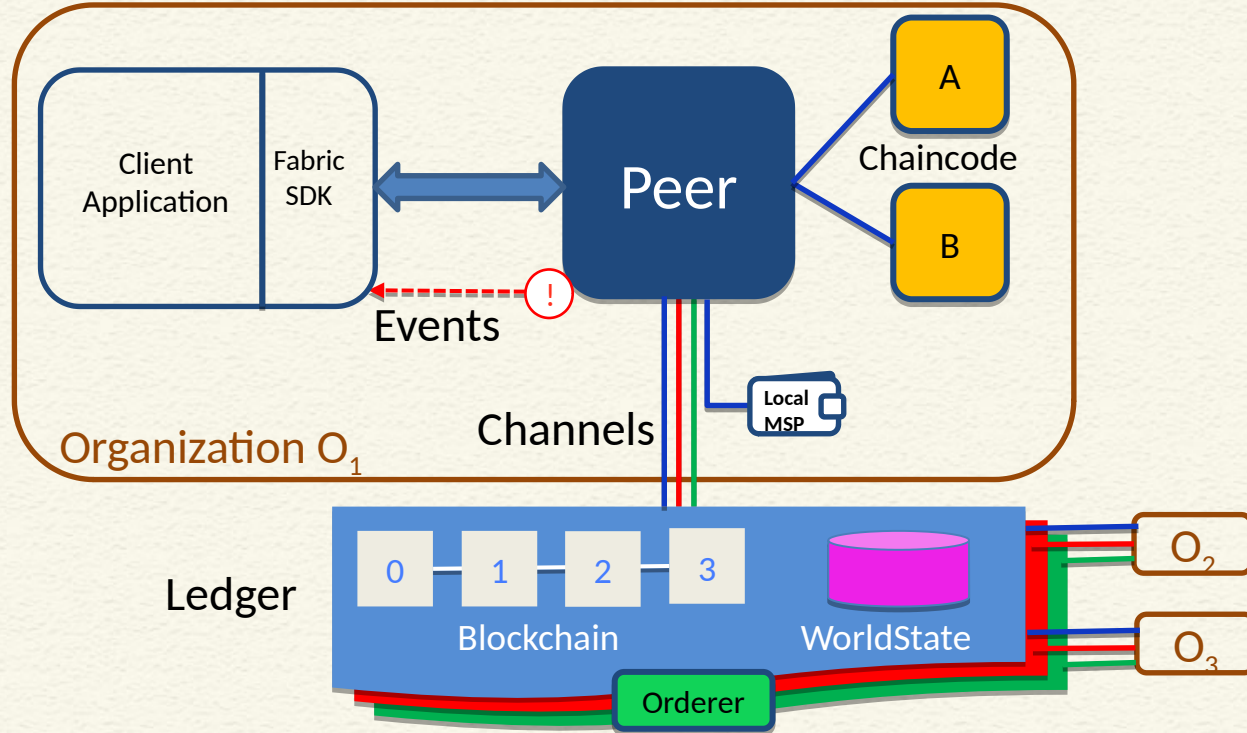 A
Client
Application
Fabric
SDK
Peer
Chaincode
B
!
Events
Local
MSP
Channels
Organization O1
0
1
2
3
O2
Ledger
Blockchain
WorldState
O3
Orderer